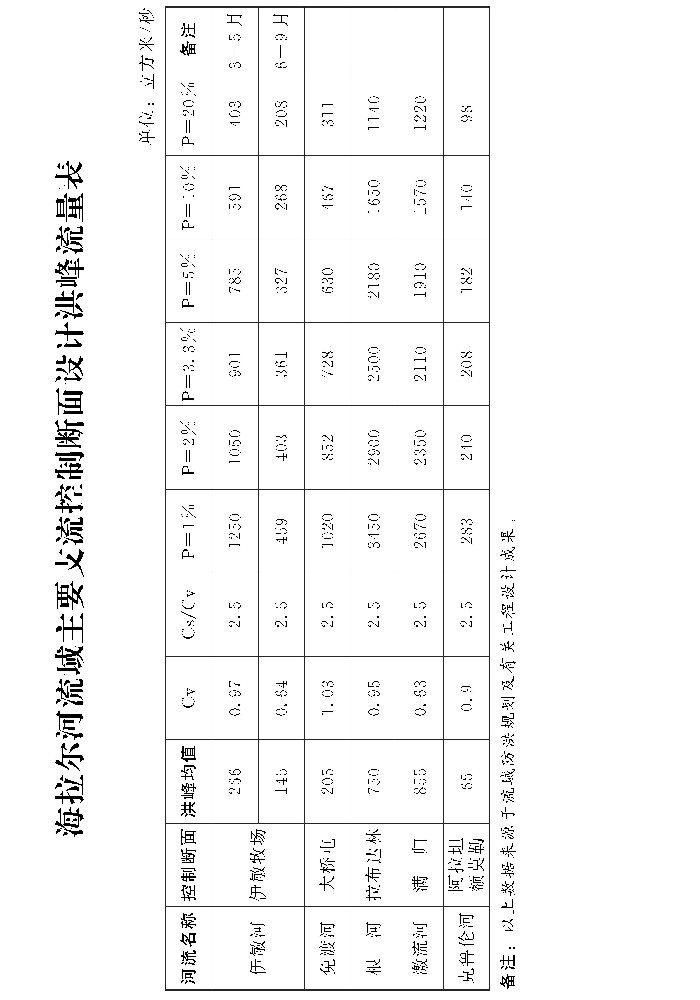 海拉尔河流域主要支流控制断面设计洪峰流量表
单位：立方米/秒
河流名称 控制断面 洪峰均值 Cv Cs/Cv P=1% P=2% P=3.3% P=5% P=10% P=20% 备注
伊敏河 伊敏牧场 266 0.97 2.5 1250 1050 901 785 591 403 3—5月
145 0.64 2.5 459 403 361 327 268 208 6—9月
免渡河 大桥屯 205 1.03 2.5 1020 852 728 630 467 311
根 河 拉布达林 750 0.95 2.5 3450 2900 2500 2180 1650 1140
激流河 满 归 855 0.63 2.5 2670 2350 2110 1910 1570 1220
克鲁伦河 阿拉坦
额莫勒 65 0.9 2.5 283 240 208 182 140 98
备注：以上数据来源于流域防洪规划及有关工程设计成果。